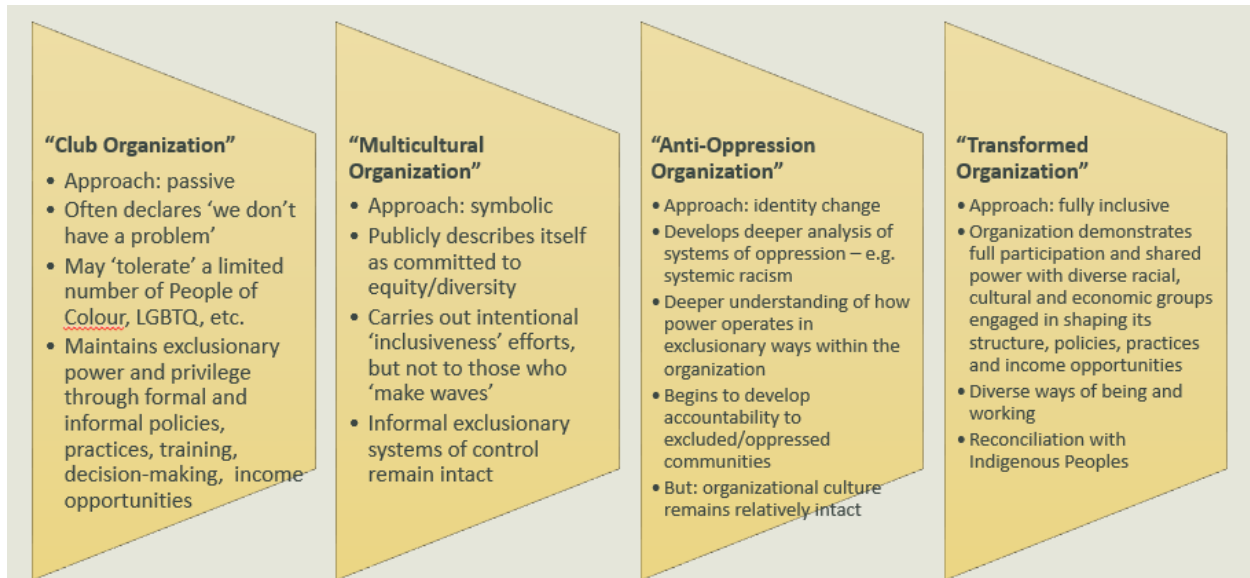 “Club Organization”
• Approach: passive
• Often declares ‘we don’t
have a problem’
• May ‘tolerate’ a limited
number of People of
Colour, LGBTQ, etc.
• Maintains exclusionary
power and privilege
through formal and
informal policies,
practices, training,
decision-making,  income
opportunities
“Multicultural
Organization”
• Approach: symbolic
• Publicly describes itself
as committed to
equity/diversity
• Carries out intentional
‘inclusiveness’ efforts,
but not to those who
‘make waves’
• Informal exclusionary
systems of control
remain intact
“Anti-Oppression
Organization”
• Approach: identity change
• Develops deeper analysis of
systems of oppression – e.g.
systemic racism
• Deeper understanding of how
power operates in
exclusionary ways within the
organization
• Begins to develop
accountability to
excluded/oppressed
communities
• But: organizational culture
remains relatively intact
“Transformed
Organization”
• Approach: fully inclusive
• Organization demonstrates
full participation and shared
power with diverse racial,
cultural and economic groups
engaged in shaping its
structure, policies, practices
and income opportunities
• Diverse ways of being and
working
• Reconciliation with
Indigenous Peoples